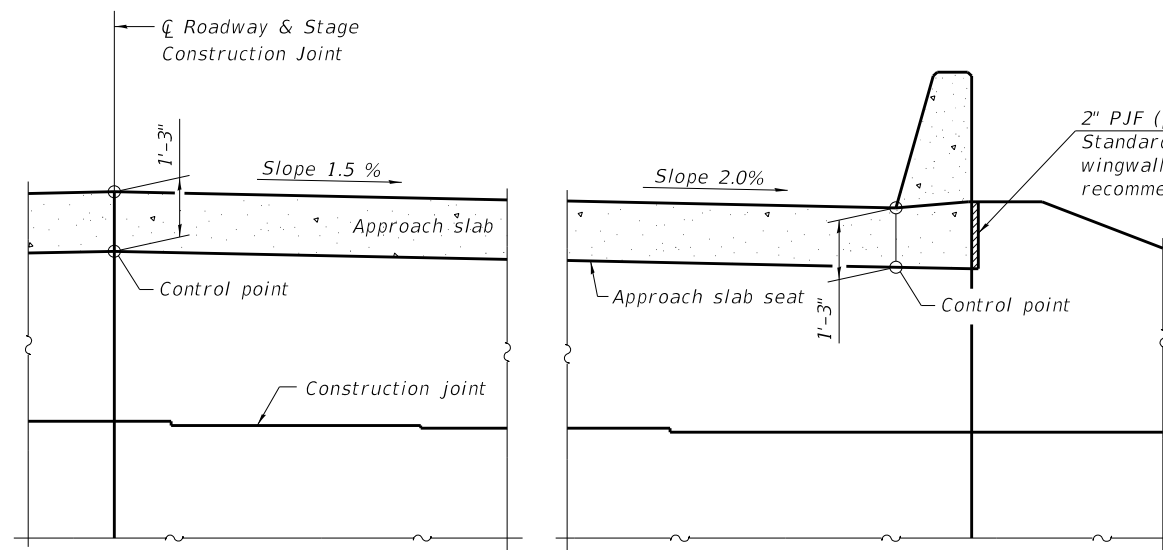 ℄ Roadway & Stage
Construction Joint
1'-3"
Slope 1.5 %
Approach slab
Control point
Construction joint
Slope 2.0%
2" PJF (
Standard
wingwall
recomme
Approach slab seat
Control point
1'-3"